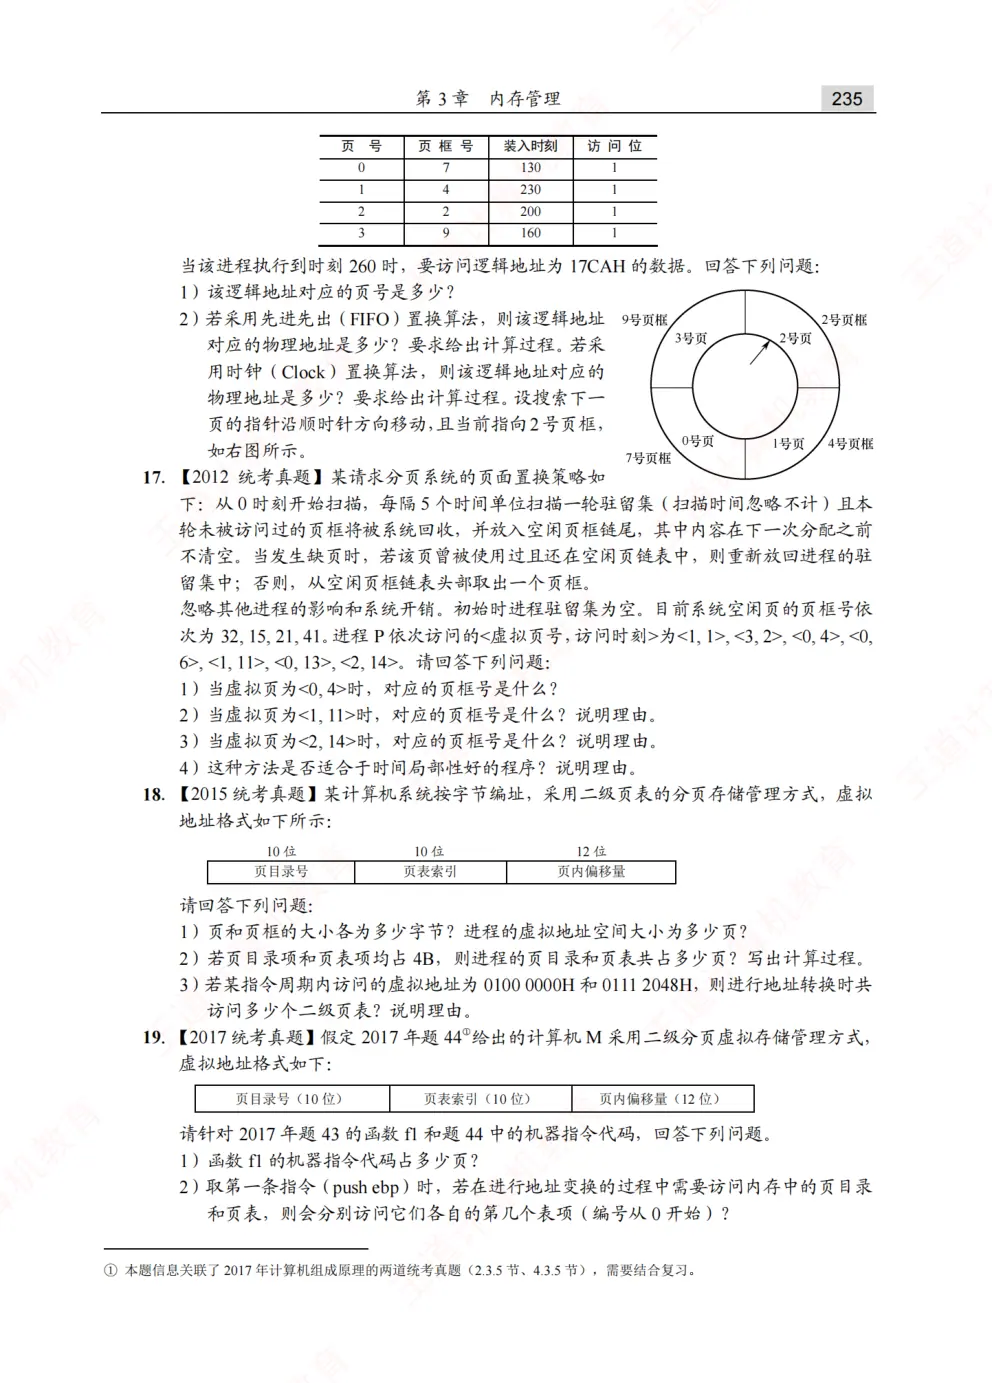 第 3 章 内存管理
235
页 号 页 框 号 装入时刻 访 问 位
0 7 130 1
1 4 230 1
2 2 200 1
3 9 160 1
当该进程执行到时刻 260 时，要访问逻辑地址为 17CAH 的数据。回答下列问题：
1）该逻辑地址对应的页号是多少？
2）若采用先进先出（FIFO）置换算法，则该逻辑地址
对应的物理地址是多少？要求给出计算过程。若采
用时钟（Clock）置换算法，则该逻辑地址对应的
物理地址是多少？要求给出计算过程。设搜索下一
页的指针沿顺时针方向移动，且当前指向 2 号页框，
如右图所示。
9号页框
2号页框
3号页
2号页
0号页
1号页
7号页框
4号页框
17. 【2012 统考真题】某请求分页系统的页面置换策略如
下：从 0 时刻开始扫描，每隔 5 个时间单位扫描一轮驻留集（扫描时间忽略不计）且本
轮未被访问过的页框将被系统回收，并放入空闲页框链尾，其中内容在下一次分配之前
不清空。当发生缺页时，若该页曾被使用过且还在空闲页链表中，则重新放回进程的驻
留集中；否则，从空闲页框链表头部取出一个页框。
忽略其他进程的影响和系统开销。初始时进程驻留集为空。目前系统空闲页的页框号依
次为 32, 15, 21, 41。进程 P 依次访问的<虚拟页号, 访问时刻>为<1, 1>, <3, 2>, <0, 4>, <0,
6>, <1, 11>, <0, 13>, <2, 14>。请回答下列问题：
1）当虚拟页为<0, 4>时，对应的页框号是什么？
2）当虚拟页为<1, 11>时，对应的页框号是什么？说明理由。
3）当虚拟页为<2, 14>时，对应的页框号是什么？说明理由。
4）这种方法是否适合于时间局部性好的程序？说明理由。
18. 【2015 统考真题】某计算机系统按字节编址，采用二级页表的分页存储管理方式，虚拟
地址格式如下所示：
10 位 10 位 12 位
页目录号 页表索引 页内偏移量
请回答下列问题：
1）页和页框的大小各为多少字节？进程的虚拟地址空间大小为多少页？
2）若页目录项和页表项均占 4B，则进程的页目录和页表共占多少页？写出计算过程。
3）若某指令周期内访问的虚拟地址为 0100 0000H 和 0111 2048H，则进行地址转换时共
访问多少个二级页表？说明理由。
19. 【2017 统考真题】假定 2017 年题 44①给出的计算机 M 采用二级分页虚拟存储管理方式，
虚拟地址格式如下：
页目录号（10 位） 页表索引（10 位） 页内偏移量（12 位）
请针对 2017 年题 43 的函数 f1 和题 44 中的机器指令代码，回答下列问题。
1）函数 f1 的机器指令代码占多少页？
2）取第一条指令（push ebp）时，若在进行地址变换的过程中需要访问内存中的页目录
和页表，则会分别访问它们各自的第几个表项（编号从 0 开始）？
① 本题信息关联了 2017 年计算机组成原理的两道统考真题（2.3.5 节、4.3.5 节），需要结合复习。